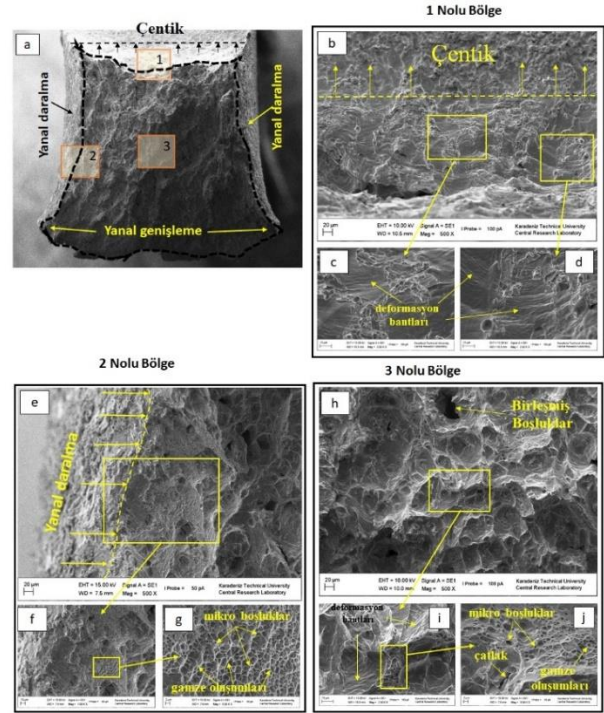 a
Çentik
Yanal daralma
Yanal daralma
1
2
3
Yanal genişleme
1 Nolu Bölge
b
Çentik
20 µm
EHT = 10.00 kV
Signal A = SE1
I Probe = 100 pA
Karadeniz Technical University
WD = 10.5 mm
Mag = 500 X
Central Research Laboratory
c
d
deformasyon
bantları
2 Nolu Bölge
e
Yanal daralma
20 µm
EHT = 15.00 kV
Signal A = SE1
I Probe = 50 pA
Karadeniz Technical University
WD = 7.5 mm
Mag = 500 X
Central Research Laboratory
f
g
mikro boşluklar
gamze oluşumları
3 Nolu Bölge
h
Birleşmiş
Boşluklar
20 µm
EHT = 10.00 kV
Signal A = SE1
I Probe = 100 pA
Karadeniz Technical University
WD = 10.0 mm
Mag = 500 X
Central Research Laboratory
deformasyon
bantları
i
j
mikro boşluklar
çatlak
gamze
oluşumları